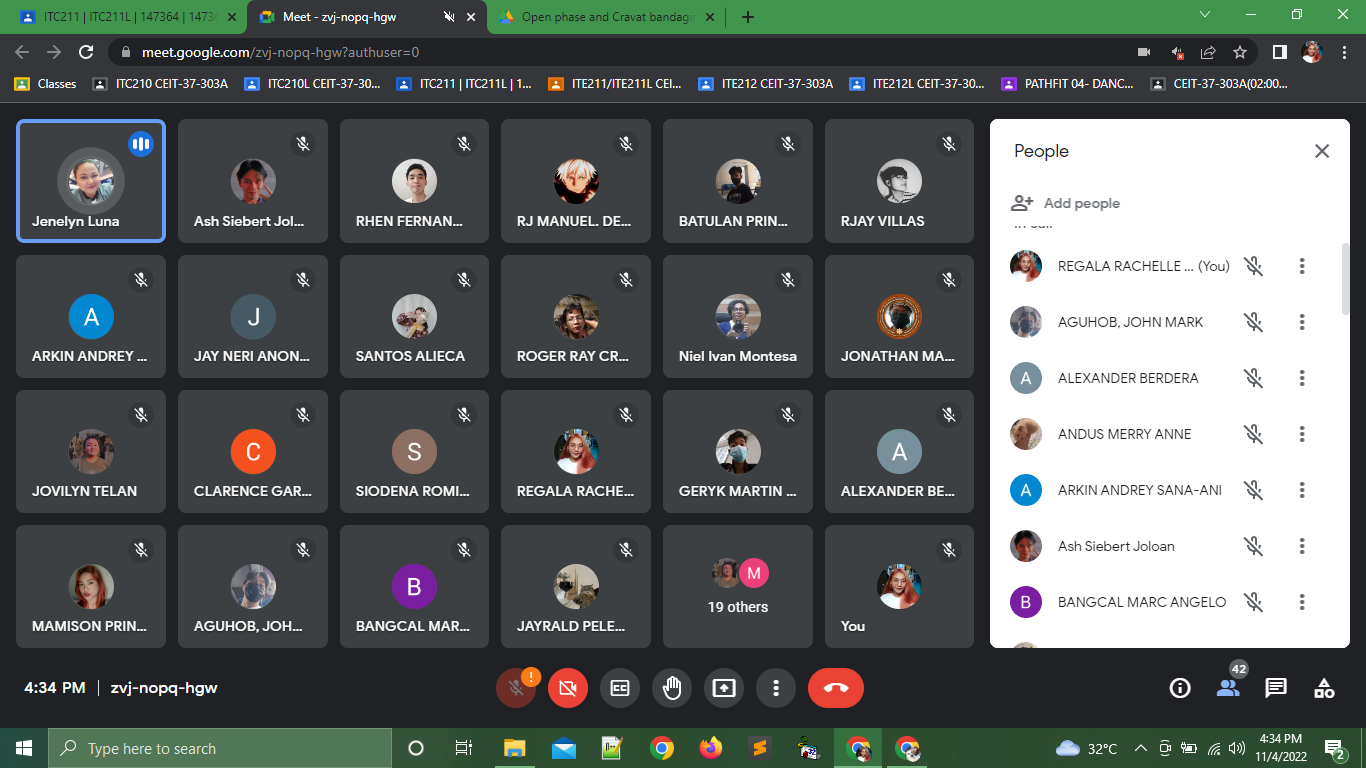 ITC211 | ITC211L | 147364 | 1473
Meet - zvj-nopq-hgw
Open phase and Cravat bandagin
meet.google.com/zvj-nopq-hgw?authuser=0
Classes
ITC210 CEIT-37-303A
ITC210L CEIT-37-30...
ITC211 | ITC211L | 1...
ITE211/ITE211L CEI...
ITE212 CEIT-37-303A
ITE212L CEIT-37-30...
PATHFIT 04- DANC...
CEIT-37-303A(02:00...
Jenelyn Luna
Ash Siebert Jol...
RHEN FERNAN...
RJ MANUEL. DE...
BATULAN PRIN...
RJAY VILLAS
A
ARKIN ANDREY ...
J
JAY NERI ANON...
SANTOS ALIECA
ROGER RAY CR...
Niel Ivan Montesa
JONATHAN MA...
JOVILYN TELAN
C
CLARENCE GAR...
S
SIODENA ROMI...
REGALA RACHE...
GERYK MARTIN ...
A
ALEXANDER BE...
MAMISON PRIN...
AGUHOB, JOH...
B
BANGCAL MAR...
JAYRALD PELE...
M
19 others
You
People
Add people
In call
REGALA RACHELLE ... (You)
AGUHOB, JOHN MARK
A
ALEXANDER BERDERA
ANDUS MERRY ANNE
A
ARKIN ANDREY SANA-ANI
Ash Siebert Joloan
B
BANGCAL MARC ANGELO
4:34 PM | zvj-nopq-hgw
!
CC
42
Type here to search
32°C
4:34 PM
11/4/2022
2